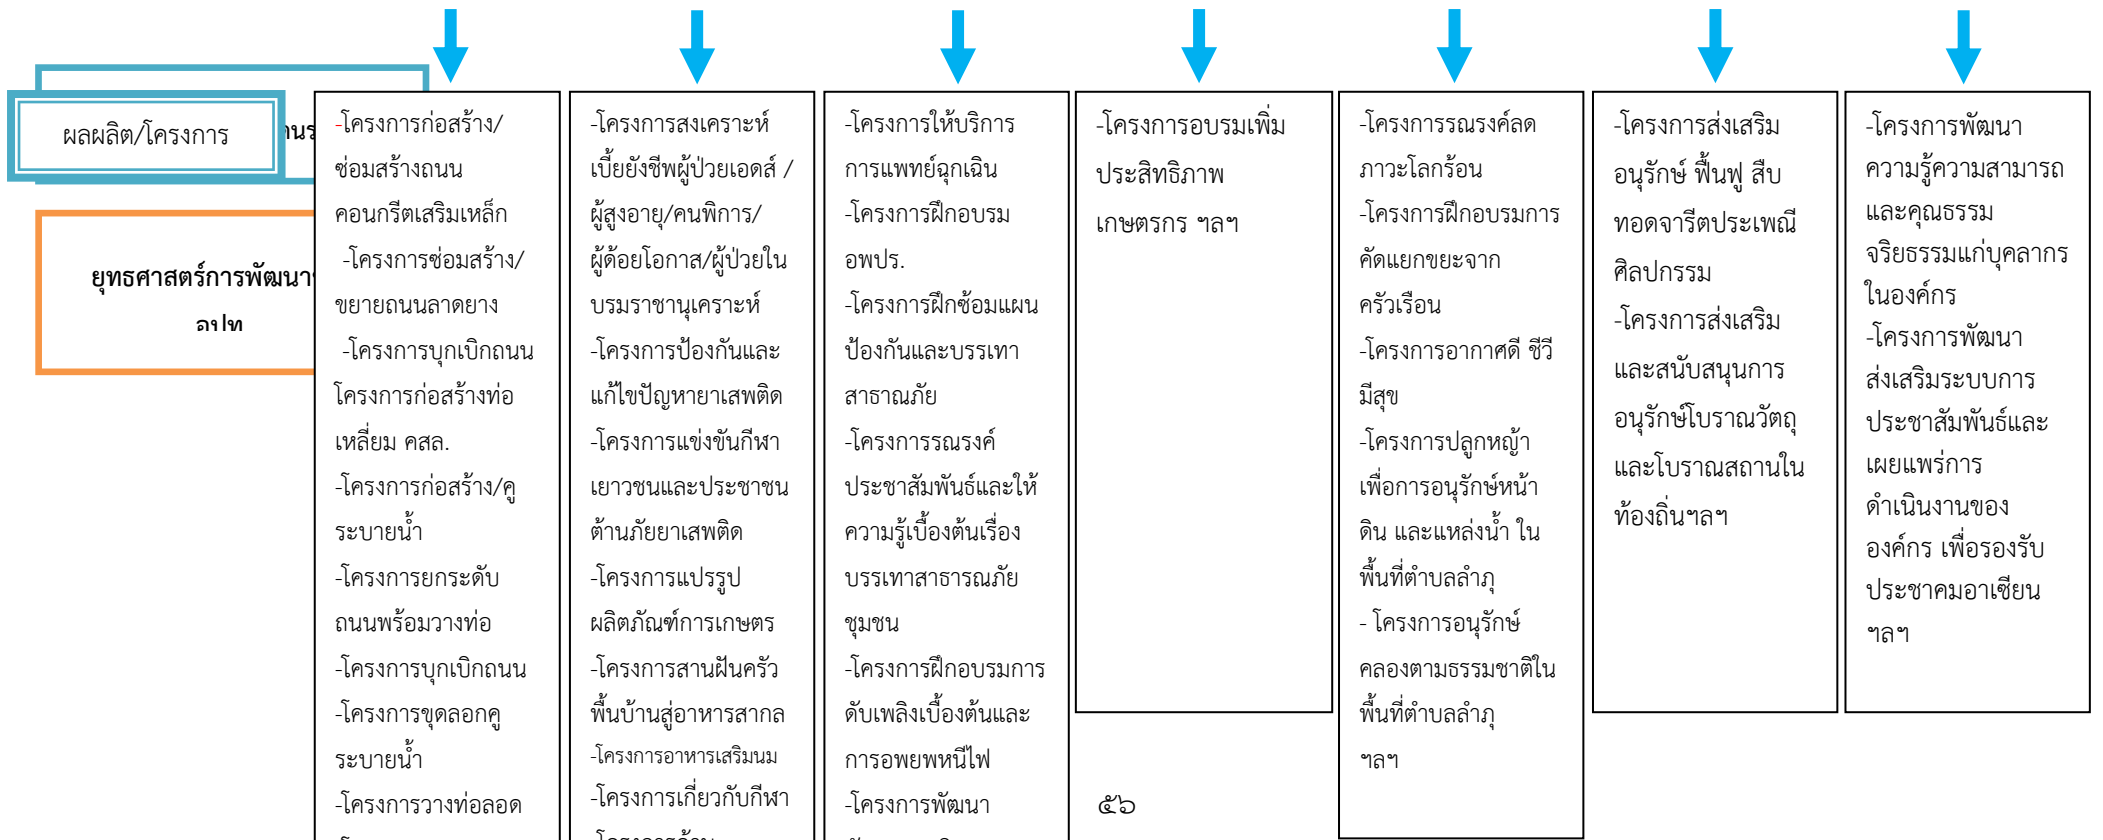 ผลผลิต/โครงการ
ยุทธศาสตร์การพัฒนา
อปท
-โครงการก่อสร้าง/
ซ่อมสร้างถนน
คอนกรีตเสริมเหล็ก
-โครงการซ่อมสร้าง/
ขยายถนนลาดยาง
-โครงการบุกเบิกถนน
โครงการก่อสร้างท่อ
เหลี่ยม คสล.
-โครงการก่อสร้าง/คู
ระบายน้ำ
-โครงการยกระดับ
ถนนพร้อมวางท่อ
-โครงการบุกเบิกถนน
-โครงการขุดลอกคู
ระบายน้ำ
-โครงการวางท่อลอด
-โครงการสงเคราะห์
เบี้ยยังชีพผู้ป่วยเอดส์ /
ผู้สูงอายุ/คนพิการ/
ผู้ด้อยโอกาส/ผู้ป่วยใน
บรมราชานุเคราะห์
-โครงการป้องกันและ
แก้ไขปัญหายาเสพติด
-โครงการแข่งขันกีฬา
เยาวชนและประชาชน
ต้านภัยยาเสพติด
-โครงการแปรรูป
ผลิตภัณฑ์การเกษตร
-โครงการสานฝันครัว
พื้นบ้านสู่อาหารสากล
-โครงการอาหารเสริมนม
-โครงการเกี่ยวกับกีฬา
-โครงการให้บริการ
การแพทย์ฉุกเฉิน
-โครงการฝึกอบรม
อพปร.
-โครงการฝึกซ้อมแผน
ป้องกันและบรรเทา
สาธาณภัย
-โครงการรณรงค์
ประชาสัมพันธ์และให้
ความรู้เบื้องต้นเรื่อง
บรรเทาสาธารณภัย
ชุมชน
-โครงการฝึกอบรมการ
ดับเพลิงเบื้องต้นและ
การอพยพหนีไฟ
-โครงการพัฒนา
-โครงการอบรมเพิ่ม
ประสิทธิภาพ
เกษตรกร ฯลฯ
-โครงการรณรงค์ลด
ภาวะโลกร้อน
-โครงการฝึกอบรมการ
คัดแยกขยะจาก
ครัวเรือน
-โครงการอากาศดี ชีวี
มีสุข
-โครงการปลูกหญ้า
เพื่อการอนุรักษ์หน้า
ดิน และแหล่งน้ำ ใน
พื้นที่ตำบลลำภู
- โครงการอนุรักษ์
คลองตามธรรมชาติใน
พื้นที่ตำบลลำภู
ฯลฯ
-โครงการส่งเสริม
อนุรักษ์ ฟื้นฟู สืบ
ทอดจารีตประเพณี
ศิลปกรรม
-โครงการส่งเสริม
และสนับสนุนการ
อนุรักษ์โบราณวัตถุ
และโบราณสถานใน
ท้องถิ่นฯลฯ
-โครงการพัฒนา
ความรู้ความสามารถ
และคุณธรรม
จริยธรรมแก่บุคลากร
ในองค์กร
-โครงการพัฒนา
ส่งเสริมระบบการ
ประชาสัมพันธ์และ
เผยแพร่การ
ดำเนินงานของ
องค์กร เพื่อรองรับ
ประชาคมอาเซียน
ฯลฯ
๕๖